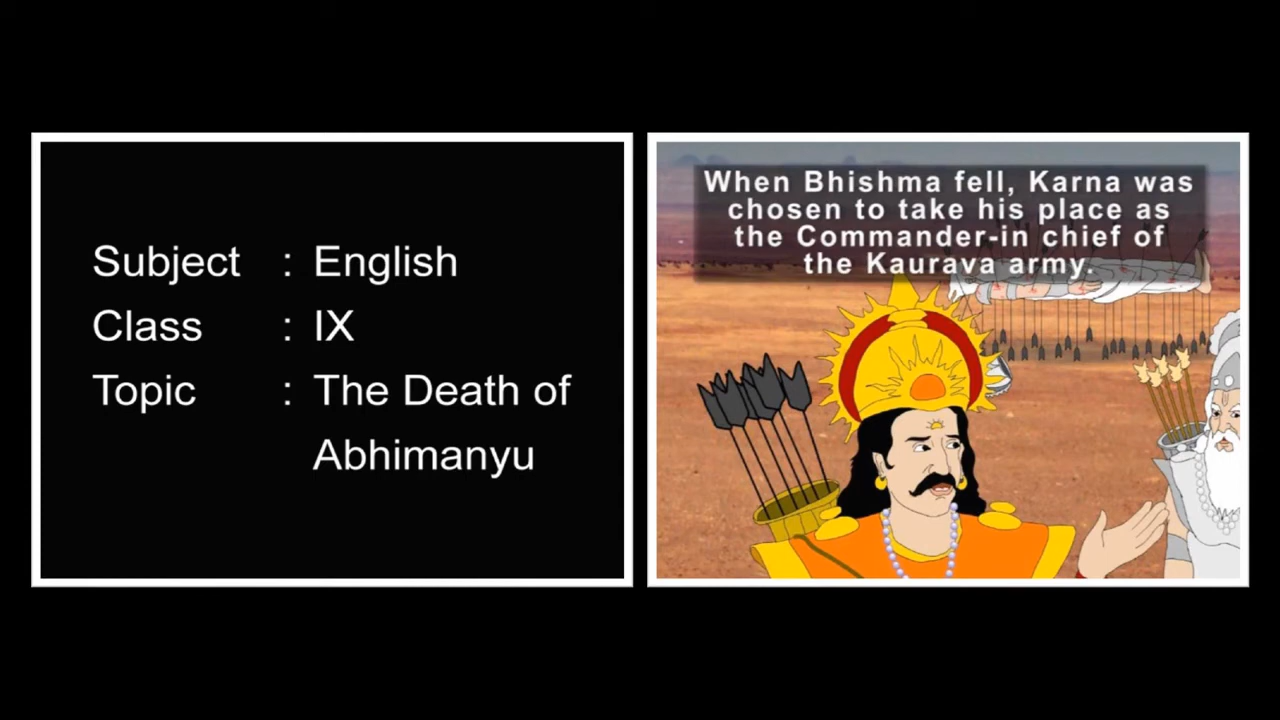 Subject : English
Class : IX
Topic : The Death of
Abhimanyu
When Bhishma fell, Karna was
chosen to take his place as
the Commander-in chief of
the Kaurava army.